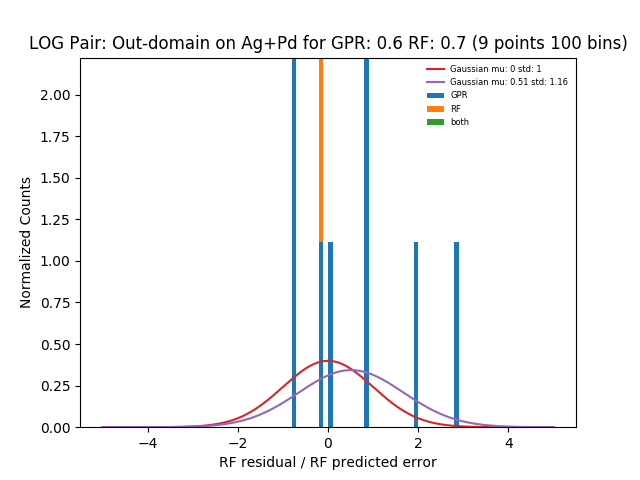 LOG Pair: Out-domain on Ag+Pd for GPR: 0.6 RF: 0.7 (9 points 100 bins)
Gaussian mu: 0 std: 1
Gaussian mu: 0.51 std: 1.16
GPR
RF
both
Normalized Counts
2.00
1.75
1.50
1.25
1.00
0.75
0.50
0.25
0.00
−4
−2
0
2
4
RF residual / RF predicted error